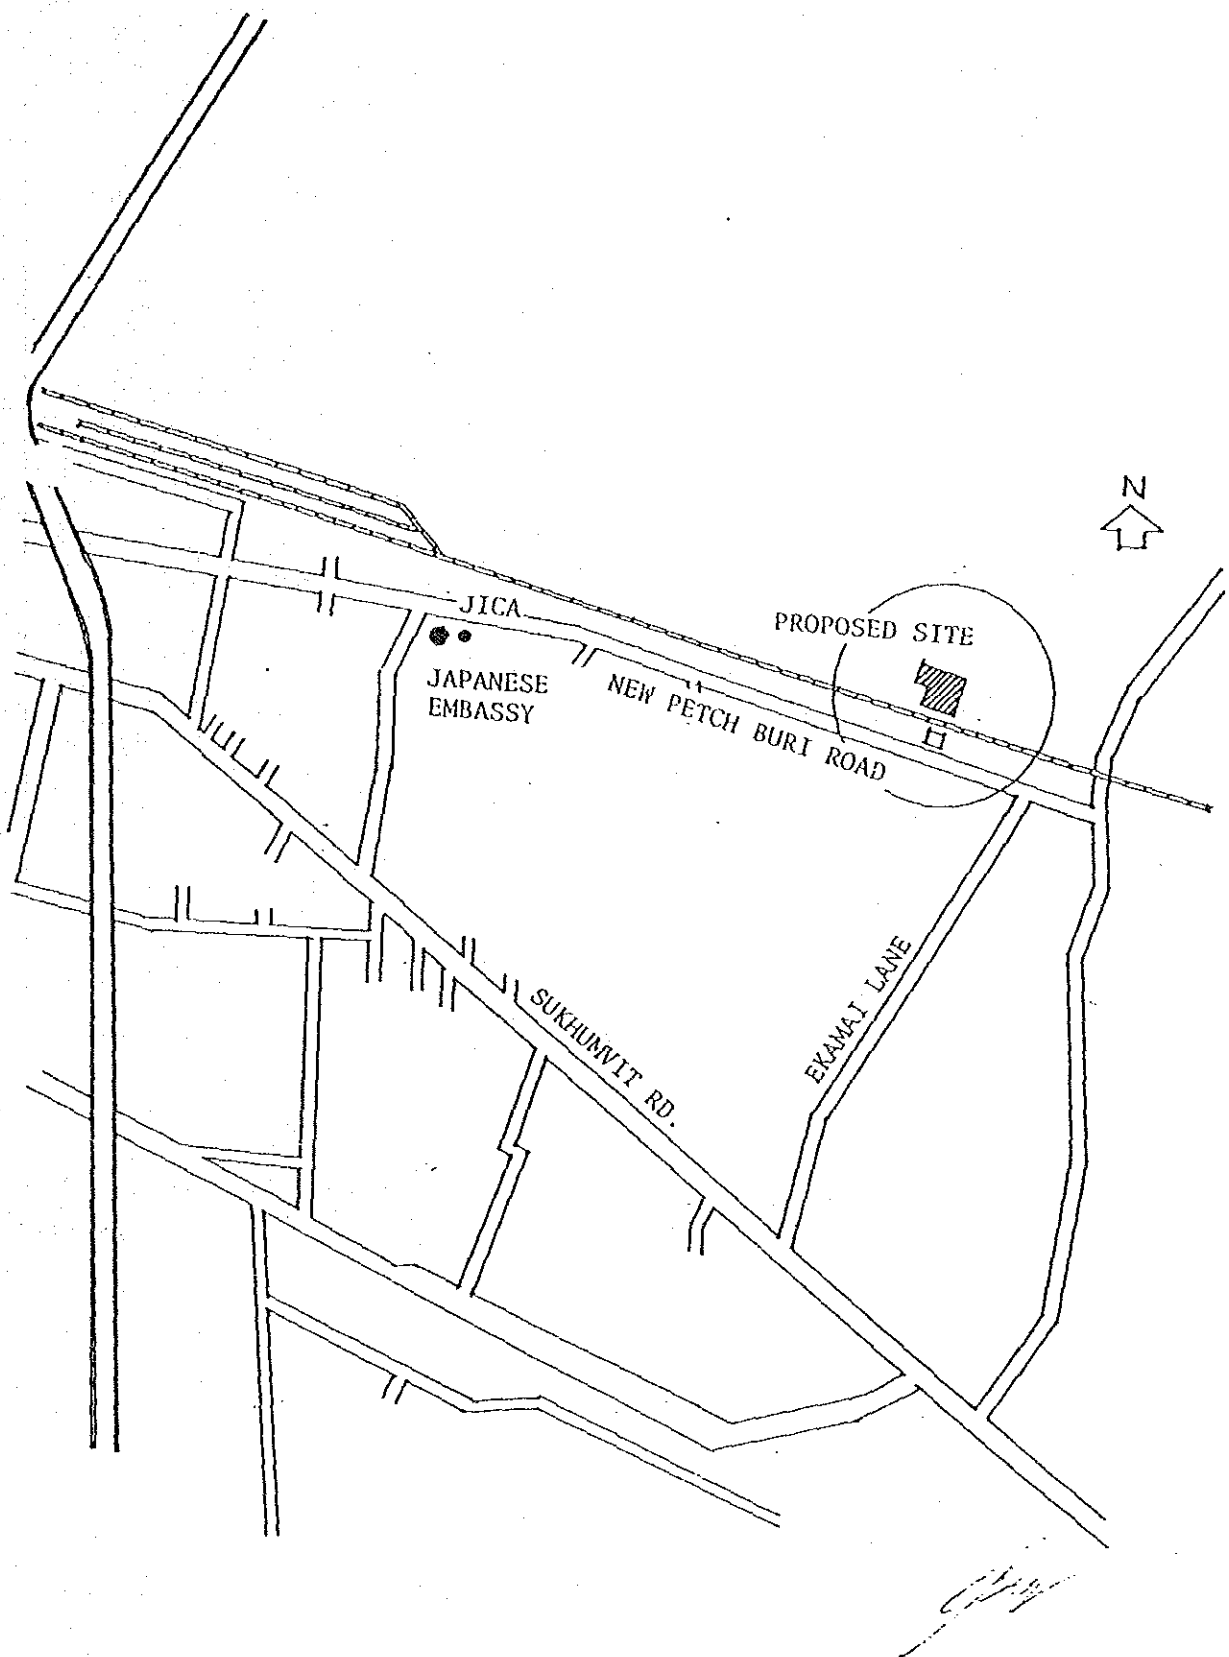 N
JICA
PROPOSED SITE
JAPANESE
EMBASSY
NEW PETCH BURI ROAD
EKAMAI LANE
SUKHUMVIT RD.